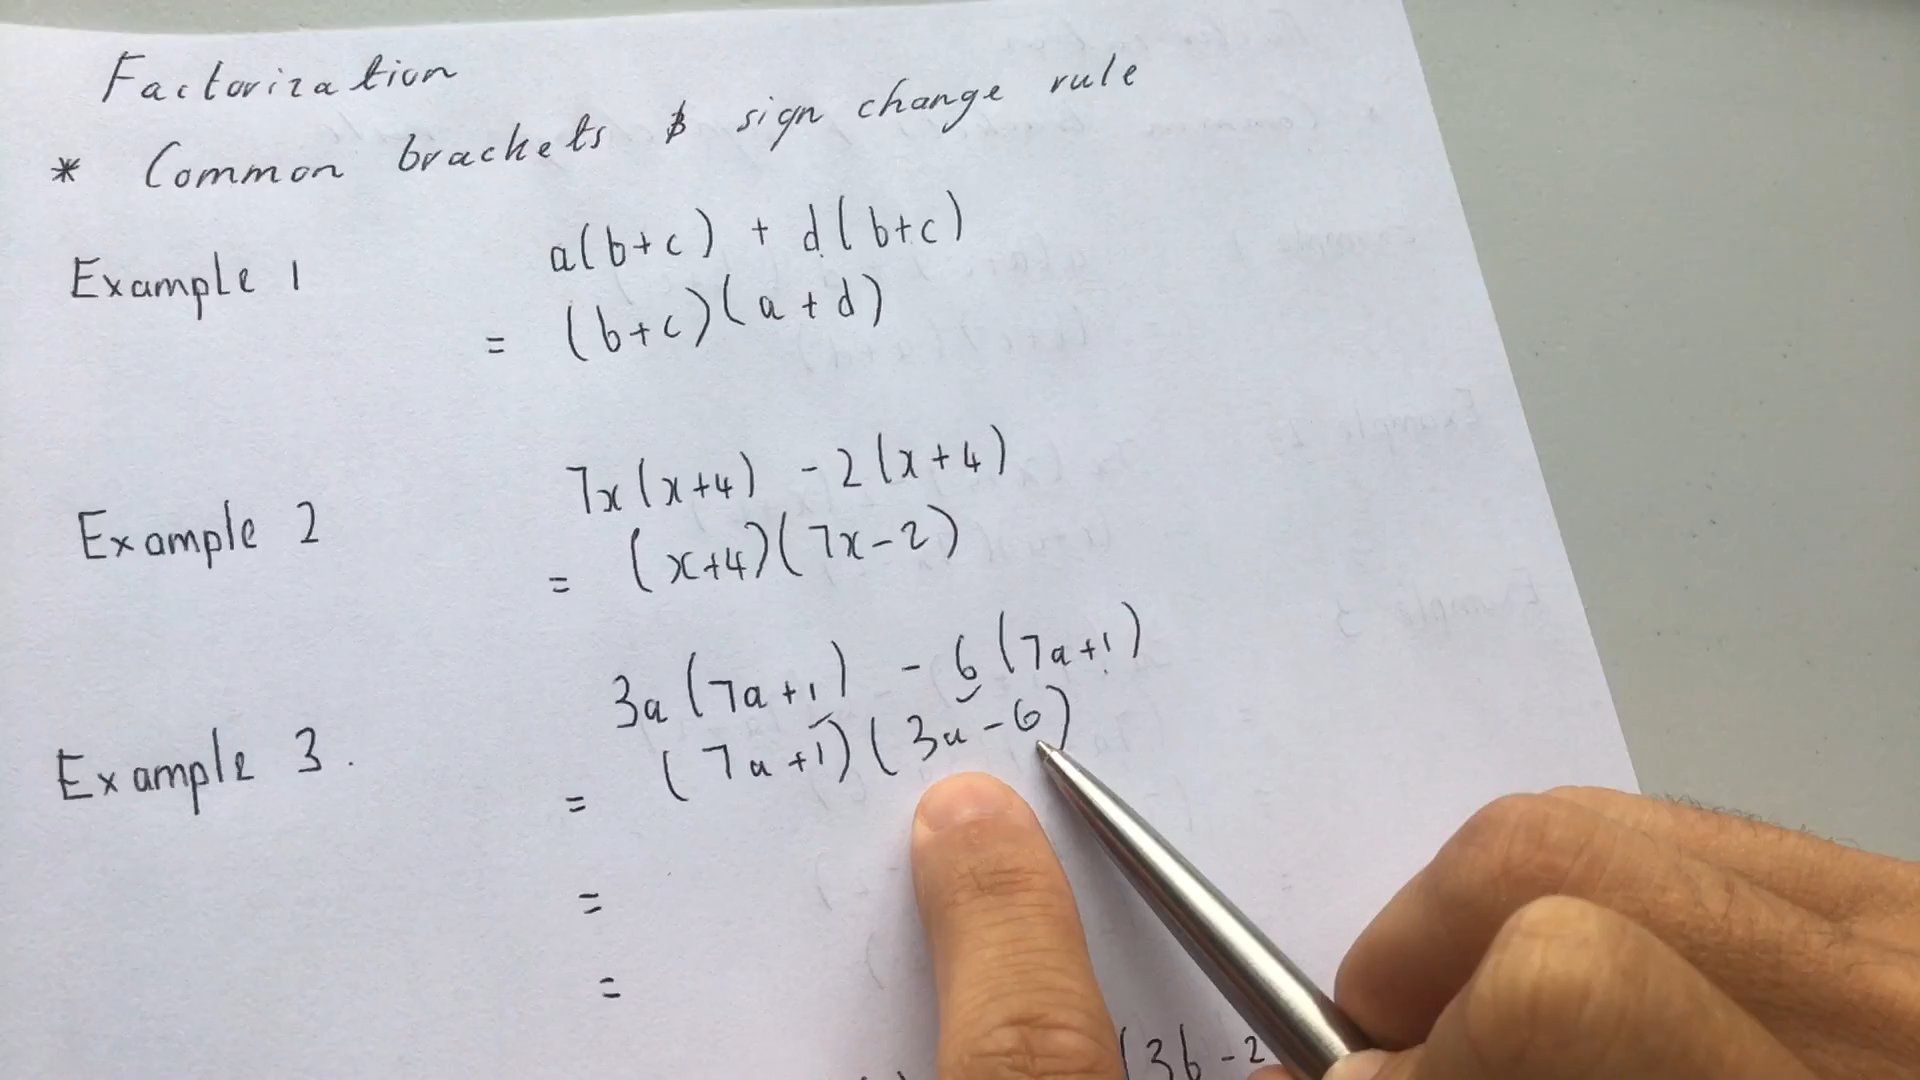 Factorization
* Common brackets & sign change rule
Example 1
a(b+c) + d(b+c)
= (b+c)(a+d)
Example 2
7x(x+4) - 2(x+4)
= (x+4)(7x-2)
Example 3.
3a(7a+1) - 6(7a+1)
= (7a+1)(3a-6)
=
=
(3b-2